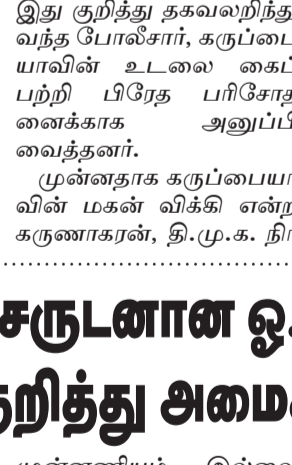 இது குறித்து தகவலறிந்து
வந்த போலீசார், கருப்பை
யாவின் உடலை கைப்
பற்றி பிரேத பரிசோத
னைக்காக அனுப்பி
வைத்தனர்.
முன்னதாக கருப்பையா
வின் மகன் விக்கி என்ற
கருணாகரன், தி.மு.க. நிர
சருடனான ஓ.
குறித்து அமைச்